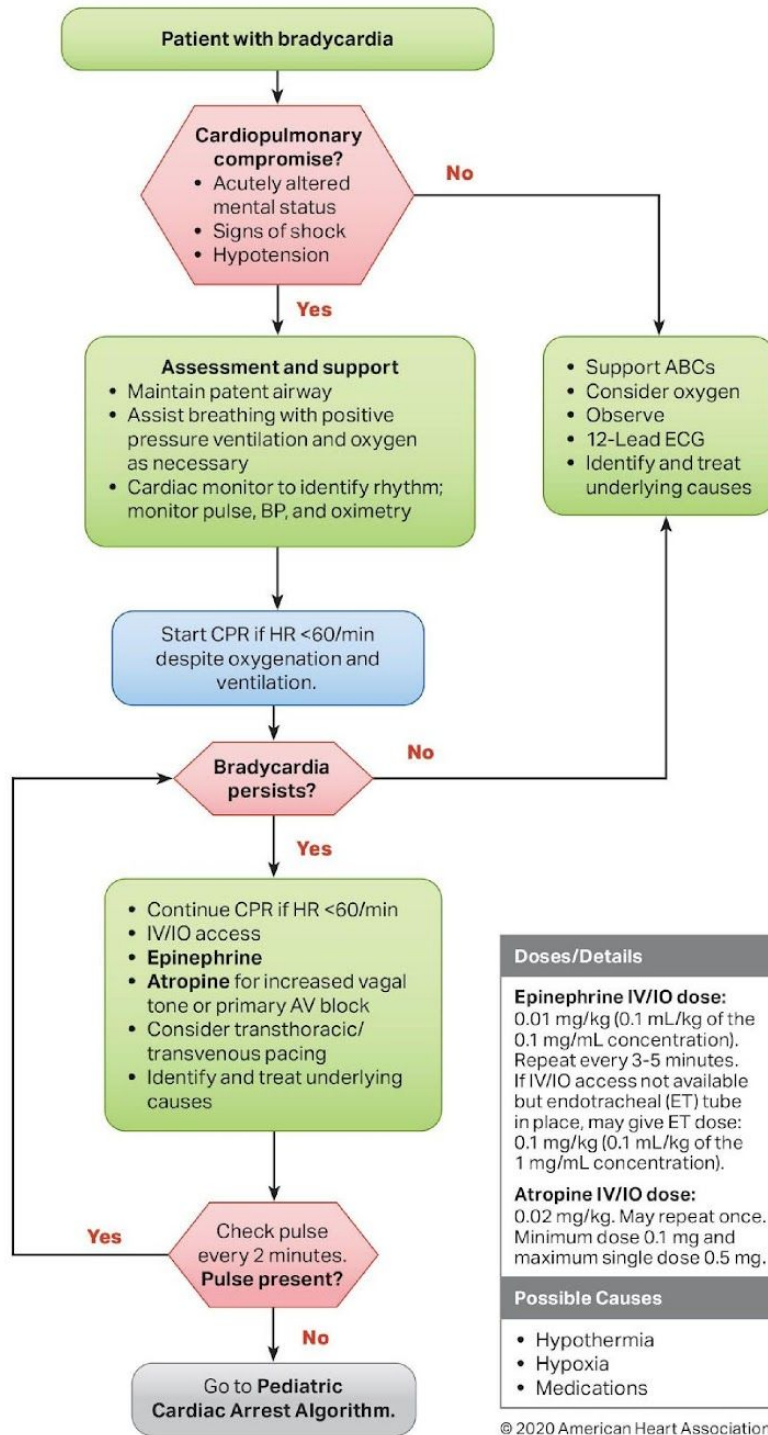 Patient with bradycardia
Cardiopulmonary
compromise?
• Acutely altered
mental status
• Signs of shock
• Hypotension
No
Yes
Assessment and support
• Maintain patent airway
• Assist breathing with positive
pressure ventilation and oxygen
as necessary
• Cardiac monitor to identify rhythm;
monitor pulse, BP, and oximetry
• Support ABCs
• Consider oxygen
• Observe
• 12-Lead ECG
• Identify and treat
underlying causes
Start CPR if HR <60/min
despite oxygenation and
ventilation.
Bradycardia
persists?
No
Yes
• Continue CPR if HR <60/min
• IV/IO access
• Epinephrine
• Atropine for increased vagal
tone or primary AV block
• Consider transthoracic/
transvenous pacing
• Identify and treat underlying
causes
Check pulse
every 2 minutes.
Pulse present?
Yes
No
Go to Pediatric
Cardiac Arrest Algorithm.
Doses/Details
Epinephrine IV/IO dose:
0.01 mg/kg (0.1 mL/kg of the
0.1 mg/mL concentration).
Repeat every 3-5 minutes.
If IV/IO access not available
but endotracheal (ET) tube
in place, may give ET dose:
0.1 mg/kg (0.1 mL/kg of the
1 mg/mL concentration).
Atropine IV/IO dose:
0.02 mg/kg. May repeat once.
Minimum dose 0.1 mg and
maximum single dose 0.5 mg.
Possible Causes
• Hypothermia
• Hypoxia
• Medications
© 2020 American Heart Association